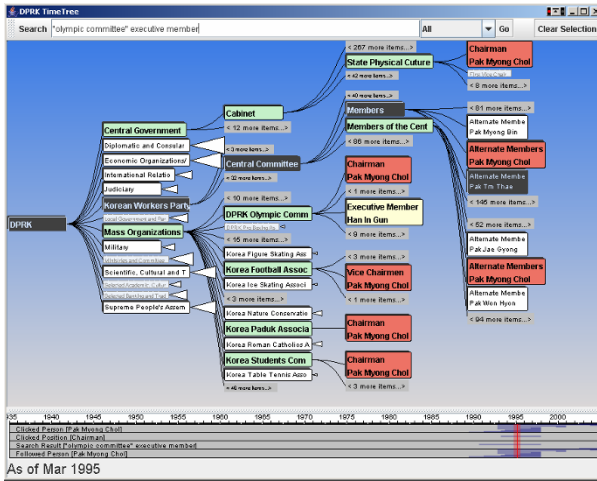 DPRK TimeTree
Search "olympic committee" executive member All Go Clear Selection
< 267 more items...>
State Physical Cuture
< 42 more items...>
Chairman
Pak Myong Chol
< 8 more items...>
< 40 more items...>
Cabinet
< 12 more items...>
Members
Members of the Cent
< 86 more items...>
< 81 more items...>
Alternate Membe
Pak Myong Bin
Alternate Members
Pak Myong Chol
Alternate Membe
Pak Tm Thae
< 146 more items...>
Central Government
Diplomatic and Consular
Economic Organizations/
International Relatio
Judiciary
Korean Workers Party
Local Government and Par
Mass Organizations
Military
Scientific, Cultural and T
Supreme People's Assem
DPRK
< 3 more items...>
Central Committee
< 32 more items...>
< 10 more items...>
DPRK Olympic Comm
< 15 more items...>
Chairman
Pak Myong Chol
< 1 more items...>
Executive Member
Han In Gun
< 9 more items...>
Korea Figure Skating Ass
Korea Football Assoc
Korea Ice Skating Associ
< 3 more items...>
< 3 more items...>
Vice Chairmen
Pak Myong Chol
< 1 more items...>
< 52 more items...>
Alternate Membe
Pak Jae Gyong
Alternate Members
Pak Myong Chol
Alternate Membe
Pak Won Hyon
< 94 more items...>
Korea Nature Conservatio
Korea Paduk Associa
Korea Roman Catholics A
Korea Students Com
Korea Table Tennis Asso
< 46 more items...>
Chairman
Pak Myong Chol
Chairman
Pak Myong Chol
< 3 more items...>
935 1940 1945 1950 1955 1960 1965 1970 1975 1980 1985 1990 1995 2000
Clicked Person [Pak Myong Chol]
Clicked Position [Chairman]
Search Result ["olympic committee" executive member]
Followed Person [Pak Myong Chol]
As of Mar 1995